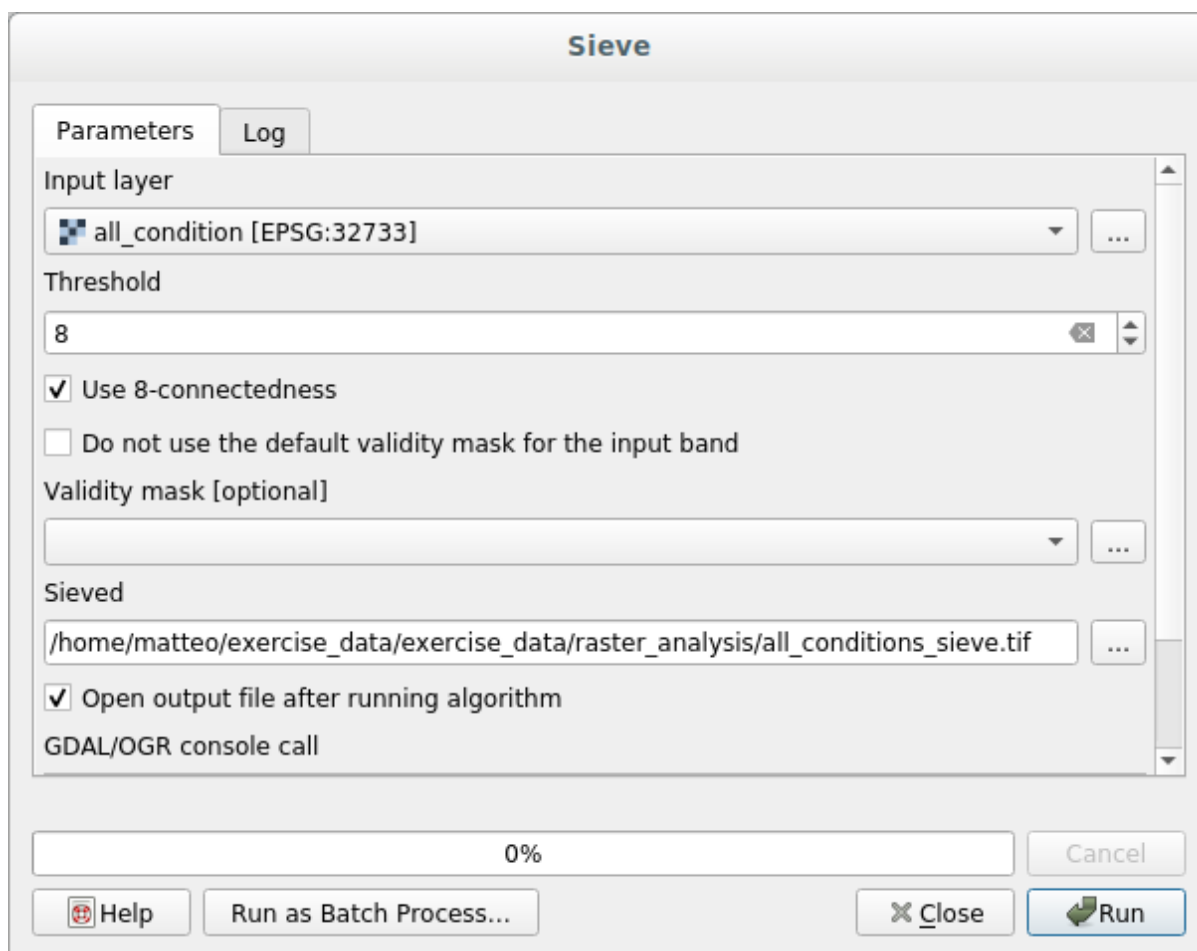 Sieve
Parameters
Log
Input layer
all_condition [EPSG:32733]
...
Threshold
8
Use 8-connectedness
Do not use the default validity mask for the input band
Validity mask [optional]
...
Sieved
/home/matteo/exercise_data/exercise_data/raster_analysis/all_conditions_sieve.tif
...
Open output file after running algorithm
GDAL/OGR console call
0%
Cancel
Help
Run as Batch Process...
Close
Run